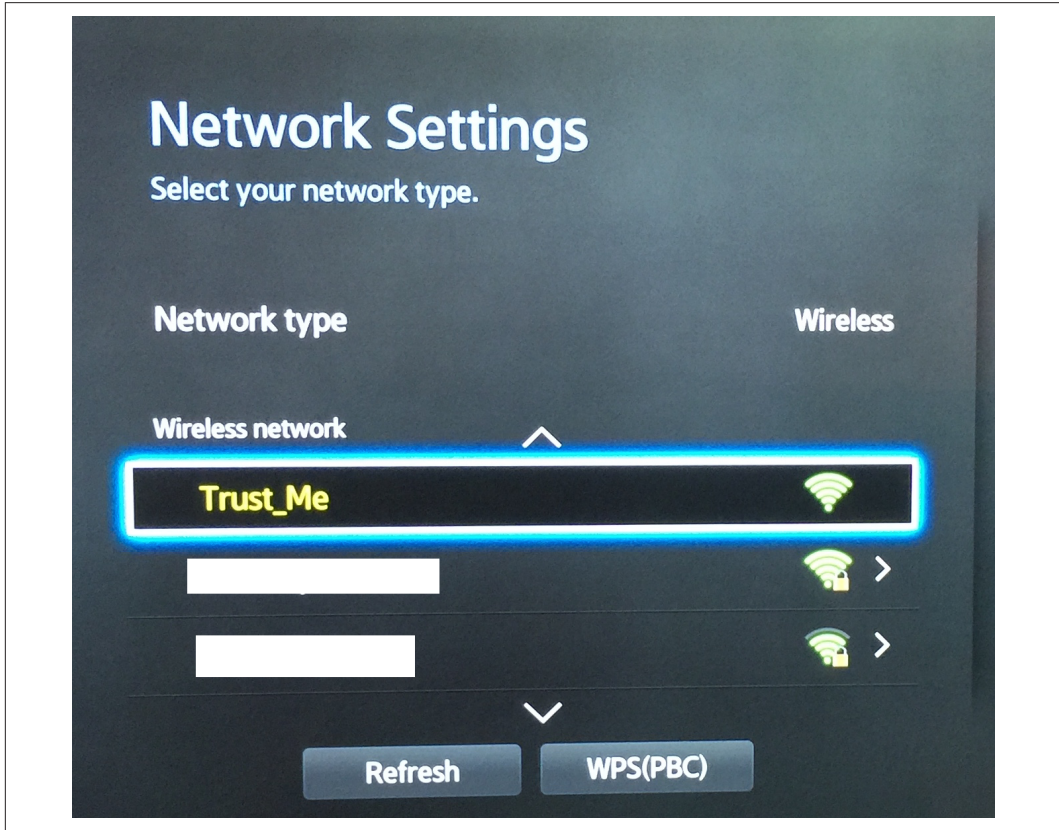 Network Settings
Select your network type.
Network type Wireless
Wireless network
Trust_Me
Refresh WPS(PBC)